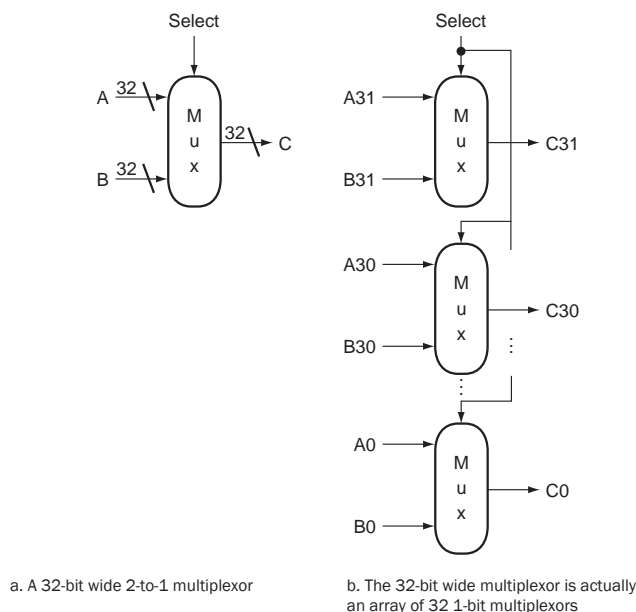 Select
A
32
M
u
x
32
C
B
32
Select
A31
M
u
x
C31
B31
A30
M
u
x
C30
B30
A0
M
u
x
C0
B0
a. A 32-bit wide 2-to-1 multiplexor
b. The 32-bit wide multiplexor is actually
an array of 32 1-bit multiplexors